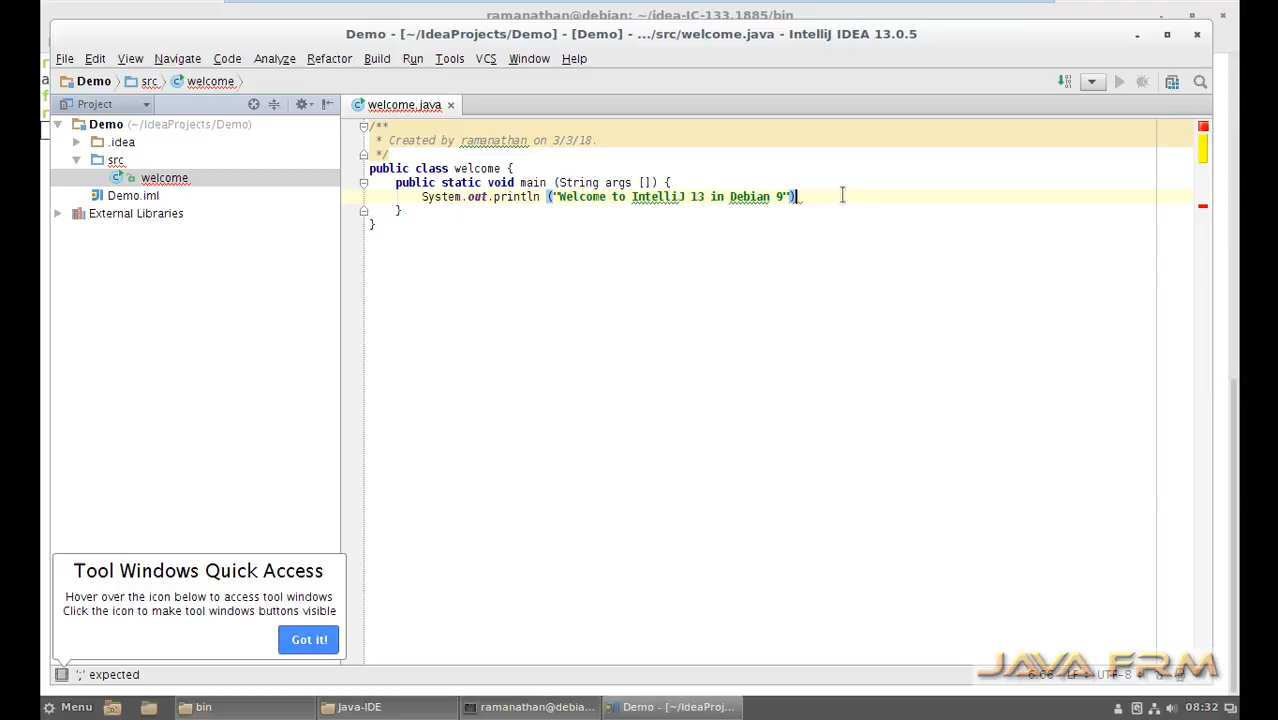 ramanathan@debian: ~/idea-IC-133.1885/bin
Demo - [~/IdeaProjects/Demo] - [Demo] - .../src/welcome.java - IntelliJ IDEA 13.0.5
File Edit View Navigate Code Analyze Refactor Build Run Tools VCS Window Help
Demo src welcome
Project
welcome.java
Demo (~/IdeaProjects/Demo)
.idea
src
welcome
Demo.iml
External Libraries
/**
* Created by ramanathan on 3/3/18.
*/
public class welcome {
public static void main (String args []) {
System.out.println ("Welcome to IntelliJ 13 in Debian 9")
}
}
Tool Windows Quick Access
Hover over the icon below to access tool windows
Click the icon to make tool windows buttons visible
Got it!
';' expected
6:66 LF UTF-8
JAVA FRM
Menu bin Java-IDE ramanathan@debia... Demo - [~/IdeaProj... 08:32